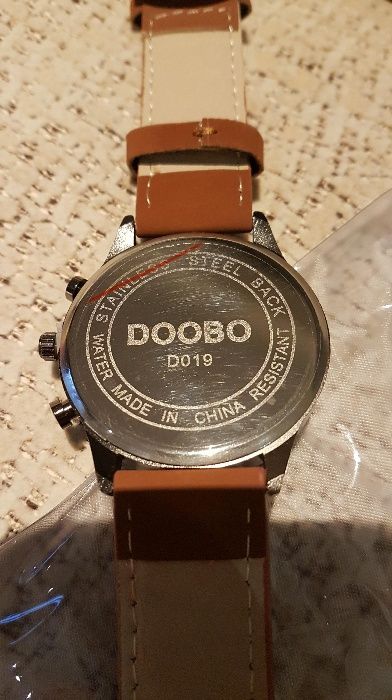 STAINLESS STEEL BACK
DOOBO
D019
WATER MADE IN CHINA RESISTANT